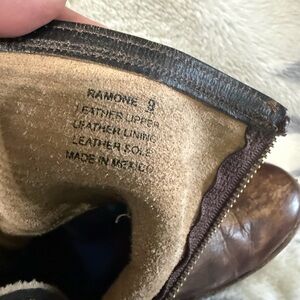 RAMONE 9
LEATHER UPPER
LEATHER LINING
LEATHER SOLE
MADE IN MEXICO